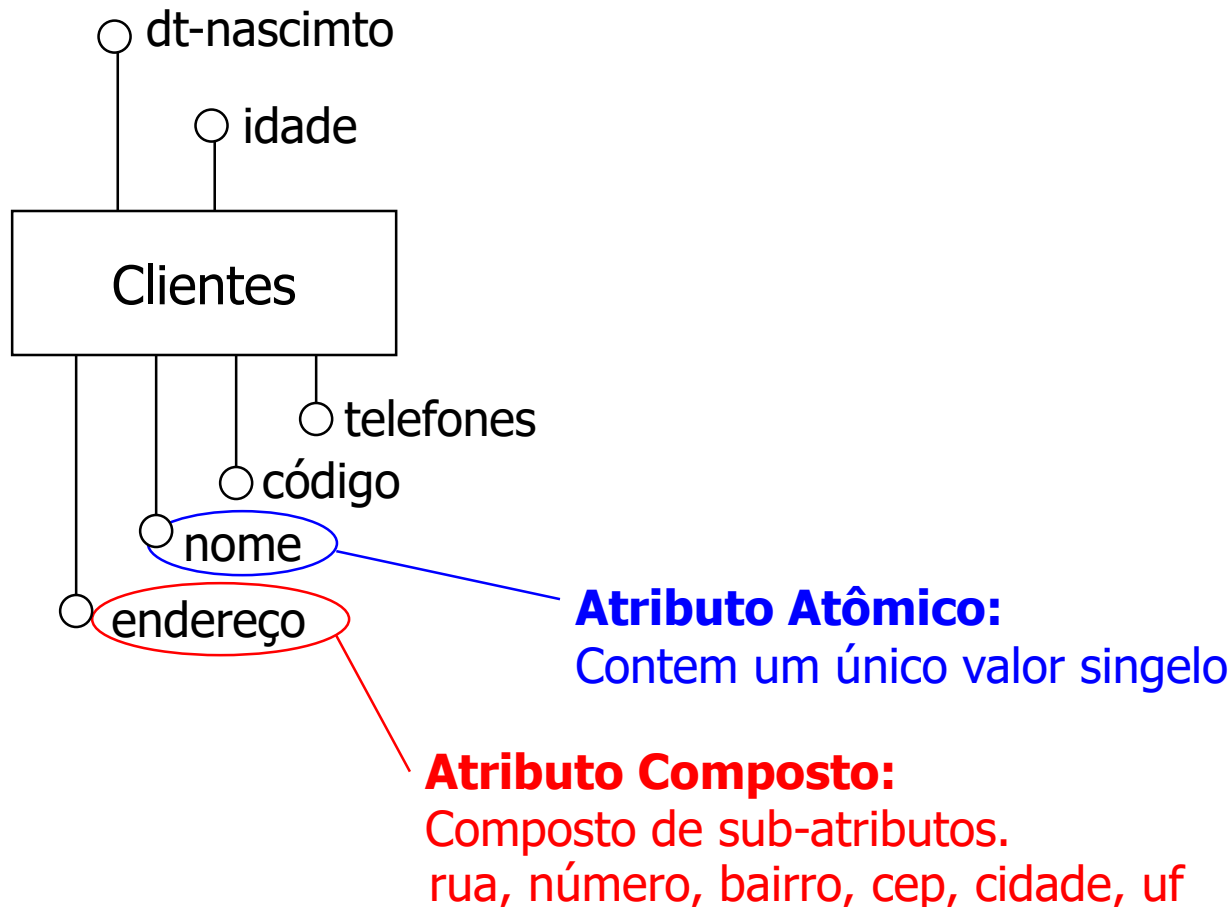 dt-nascimto
idade
Clientes
telefones
código
nome
endereço
Atributo Atômico:
Contem um único valor singelo
Atributo Composto:
Composto de sub-atributos.
rua, número, bairro, cep, cidade, uf